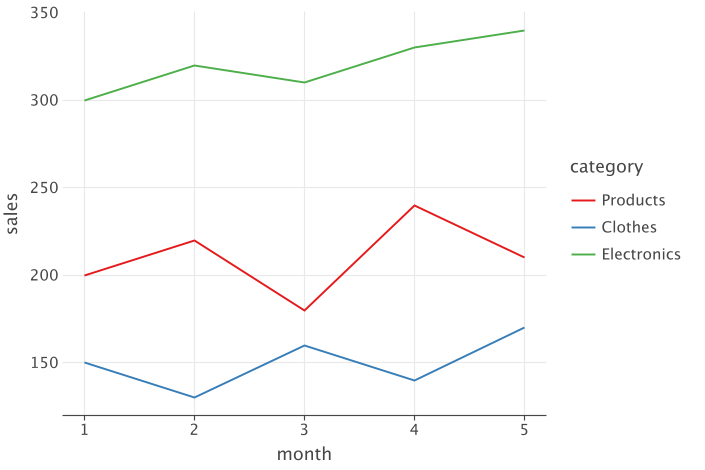 350
300
250
200
150
sales
1 2 3 4 5
month
category
Products
Clothes
Electronics